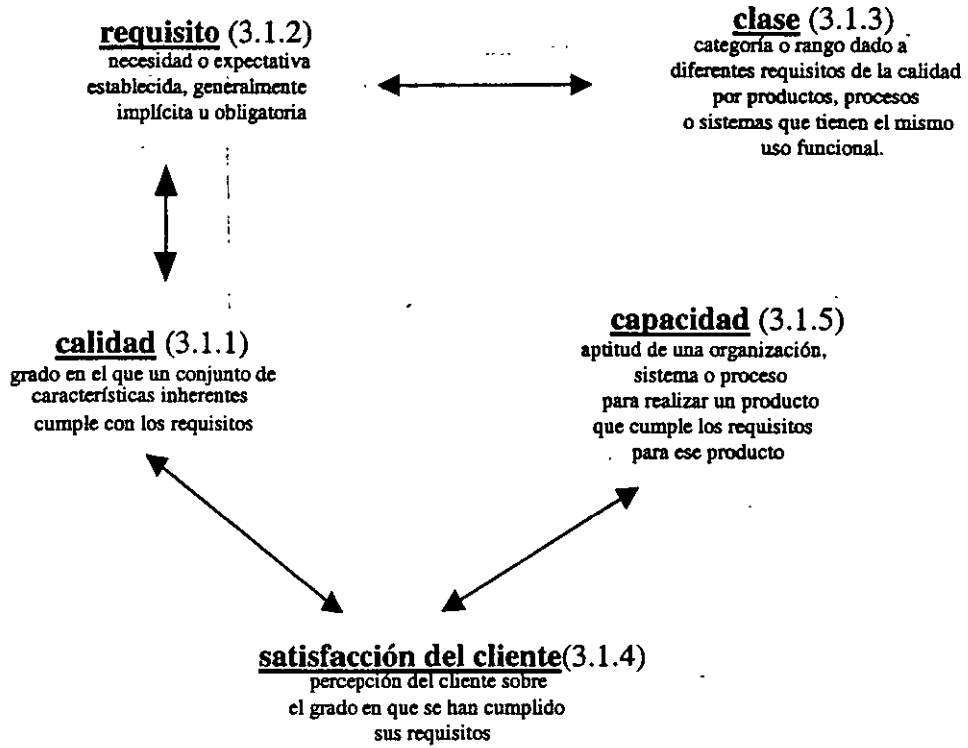 requisito (3.1.2)
necesidad o expectativa
establecida, generalmente
implícita u obligatoria
clase (3.1.3)
categoría o rango dado a
diferentes requisitos de la calidad
por productos, procesos
o sistemas que tienen el mismo
uso funcional.
calidad (3.1.1)
grado en el que un conjunto de
características inherentes
cumple con los requisitos
capacidad (3.1.5)
aptitud de una organización,
sistema o proceso
para realizar un producto
que cumple los requisitos
para ese producto
satisfacción del cliente(3.1.4)
percepción del cliente sobre
el grado en que se han cumplido
sus requisitos